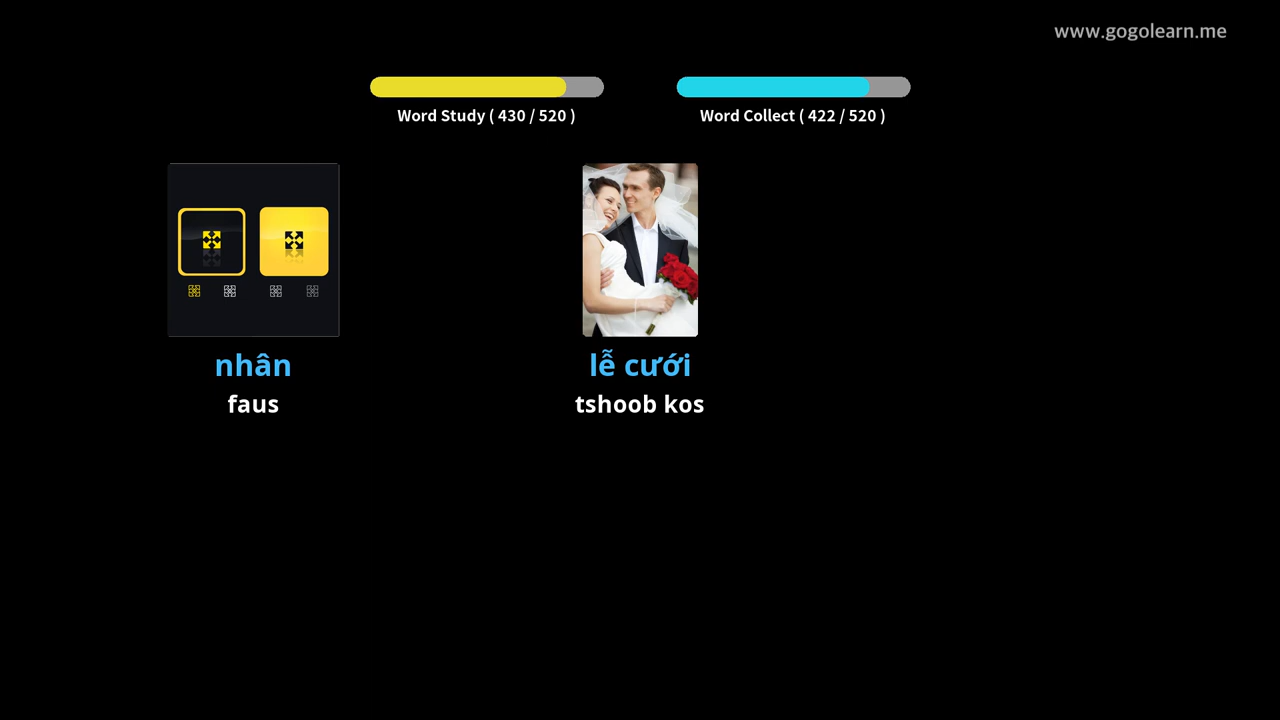 www.gogolearn.me
Word Study ( 430 / 520 )
Word Collect ( 422 / 520 )
nhân
faus
lễ cưới
tshoob kos